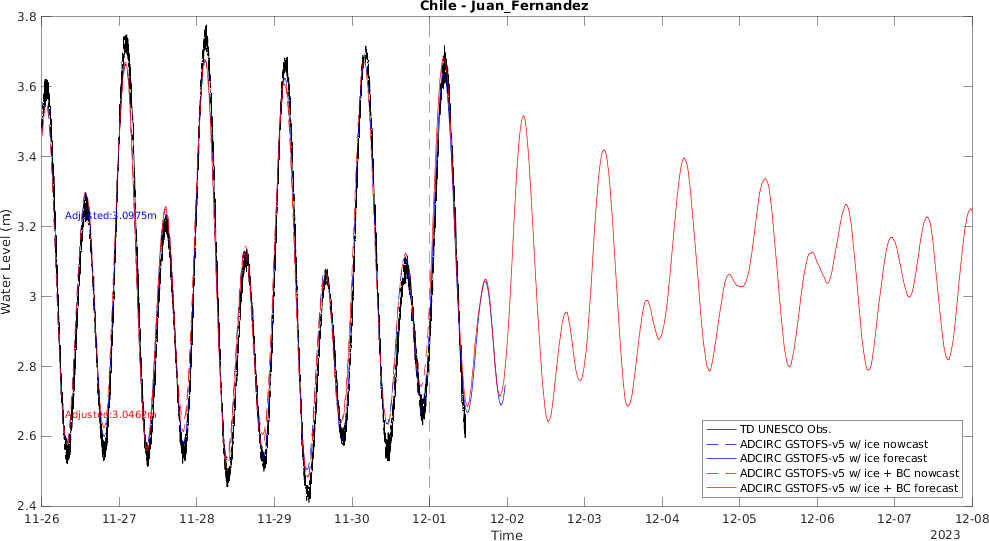 Chile - Juan_Fernandez
Water Level (m)
3.8
3.6
3.4
3.2
3
2.8
2.6
2.4
Adjusted:3.0975m
Adjusted:3.0462m
TD UNESCO Obs.
ADCIRC GSTOFS-v5 w/ ice nowcast
ADCIRC GSTOFS-v5 w/ ice forecast
ADCIRC GSTOFS-v5 w/ ice + BC nowcast
ADCIRC GSTOFS-v5 w/ ice + BC forecast
11-26 11-27 11-28 11-29 11-30 12-01 12-02 12-03 12-04 12-05 12-06 12-07 12-08
Time
2023